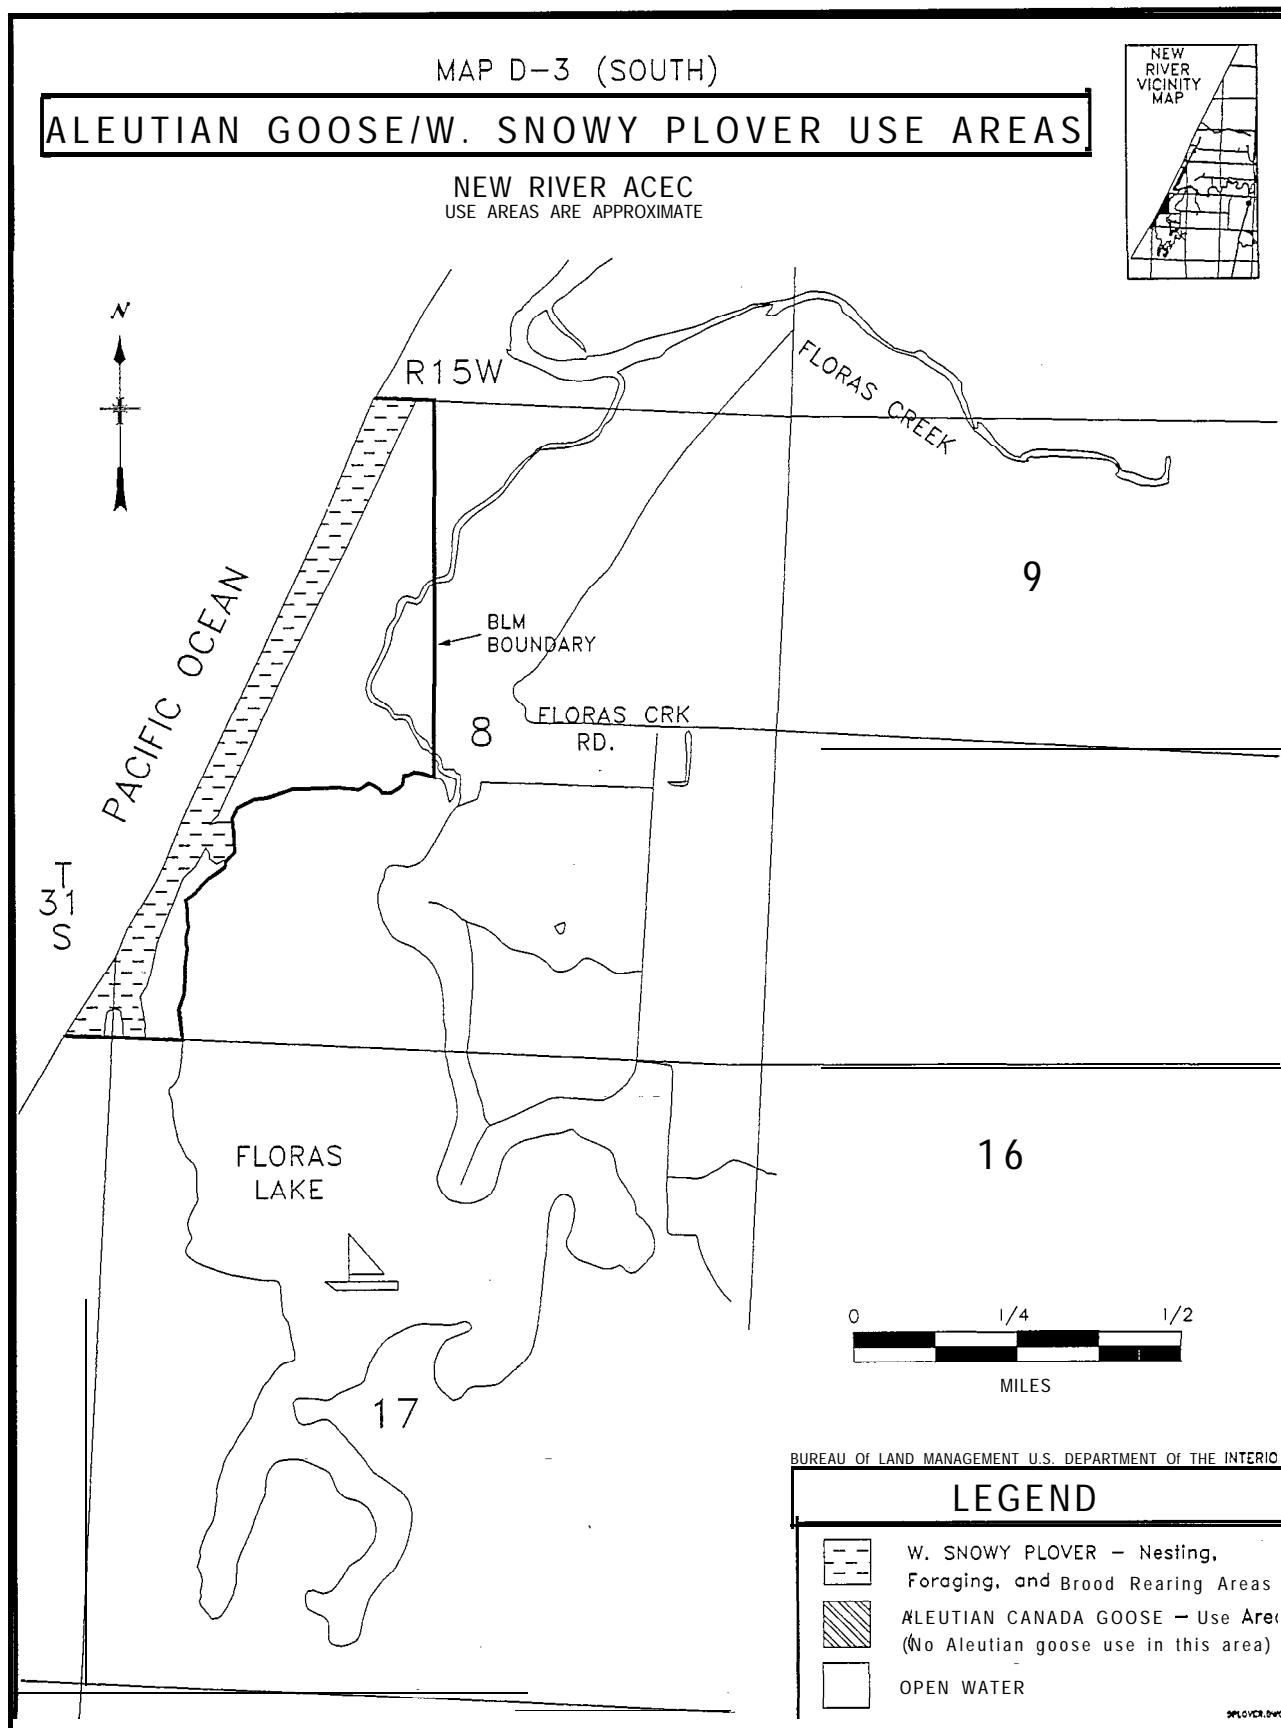 MAP D-3 (SOUTH)
ALEUTIAN GOOSE/W. SNOWY PLOVER USE AREAS
NEW RIVER ACEC
USE AREAS ARE APPROXIMATE
NEW
RIVER
VICINITY
MAP
N
R15W
FLORAS CREEK
9
PACIFIC OCEAN
BLM
BOUNDARY
8
FLORAS CRK
RD.
T
31
S
FLORAS
LAKE
16
17
0 1/4 1/2
MILES
BUREAU Of LAND MANAGEMENT U.S. DEPARTMENT Of THE INTERIO
LEGEND
W. SNOWY PLOVER – Nesting,
Foraging, and Brood Rearing Areas
ALEUTIAN CANADA GOOSE – Use Area
(No Aleutian goose use in this area)
OPEN WATER